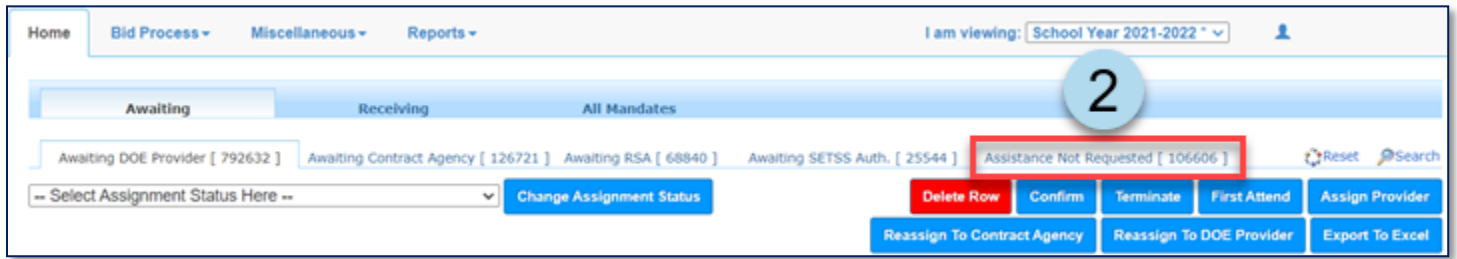 Home Bid Process Miscellaneous Reports I am viewing: School Year 2021-2022 *
2
Awaiting Receiving All Mandates
Awaiting DOE Provider [ 792632 ] Awaiting Contract Agency [ 126721 ] Awaiting RSA [ 68840 ] Awaiting SETSS Auth. [ 25544 ] Assistance Not Requested [ 106606 ] Reset Search
-- Select Assignment Status Here -- Change Assignment Status Delete Row Confirm Terminate First Attend Assign Provider
Reassign To Contract Agency Reassign To DOE Provider Export To Excel